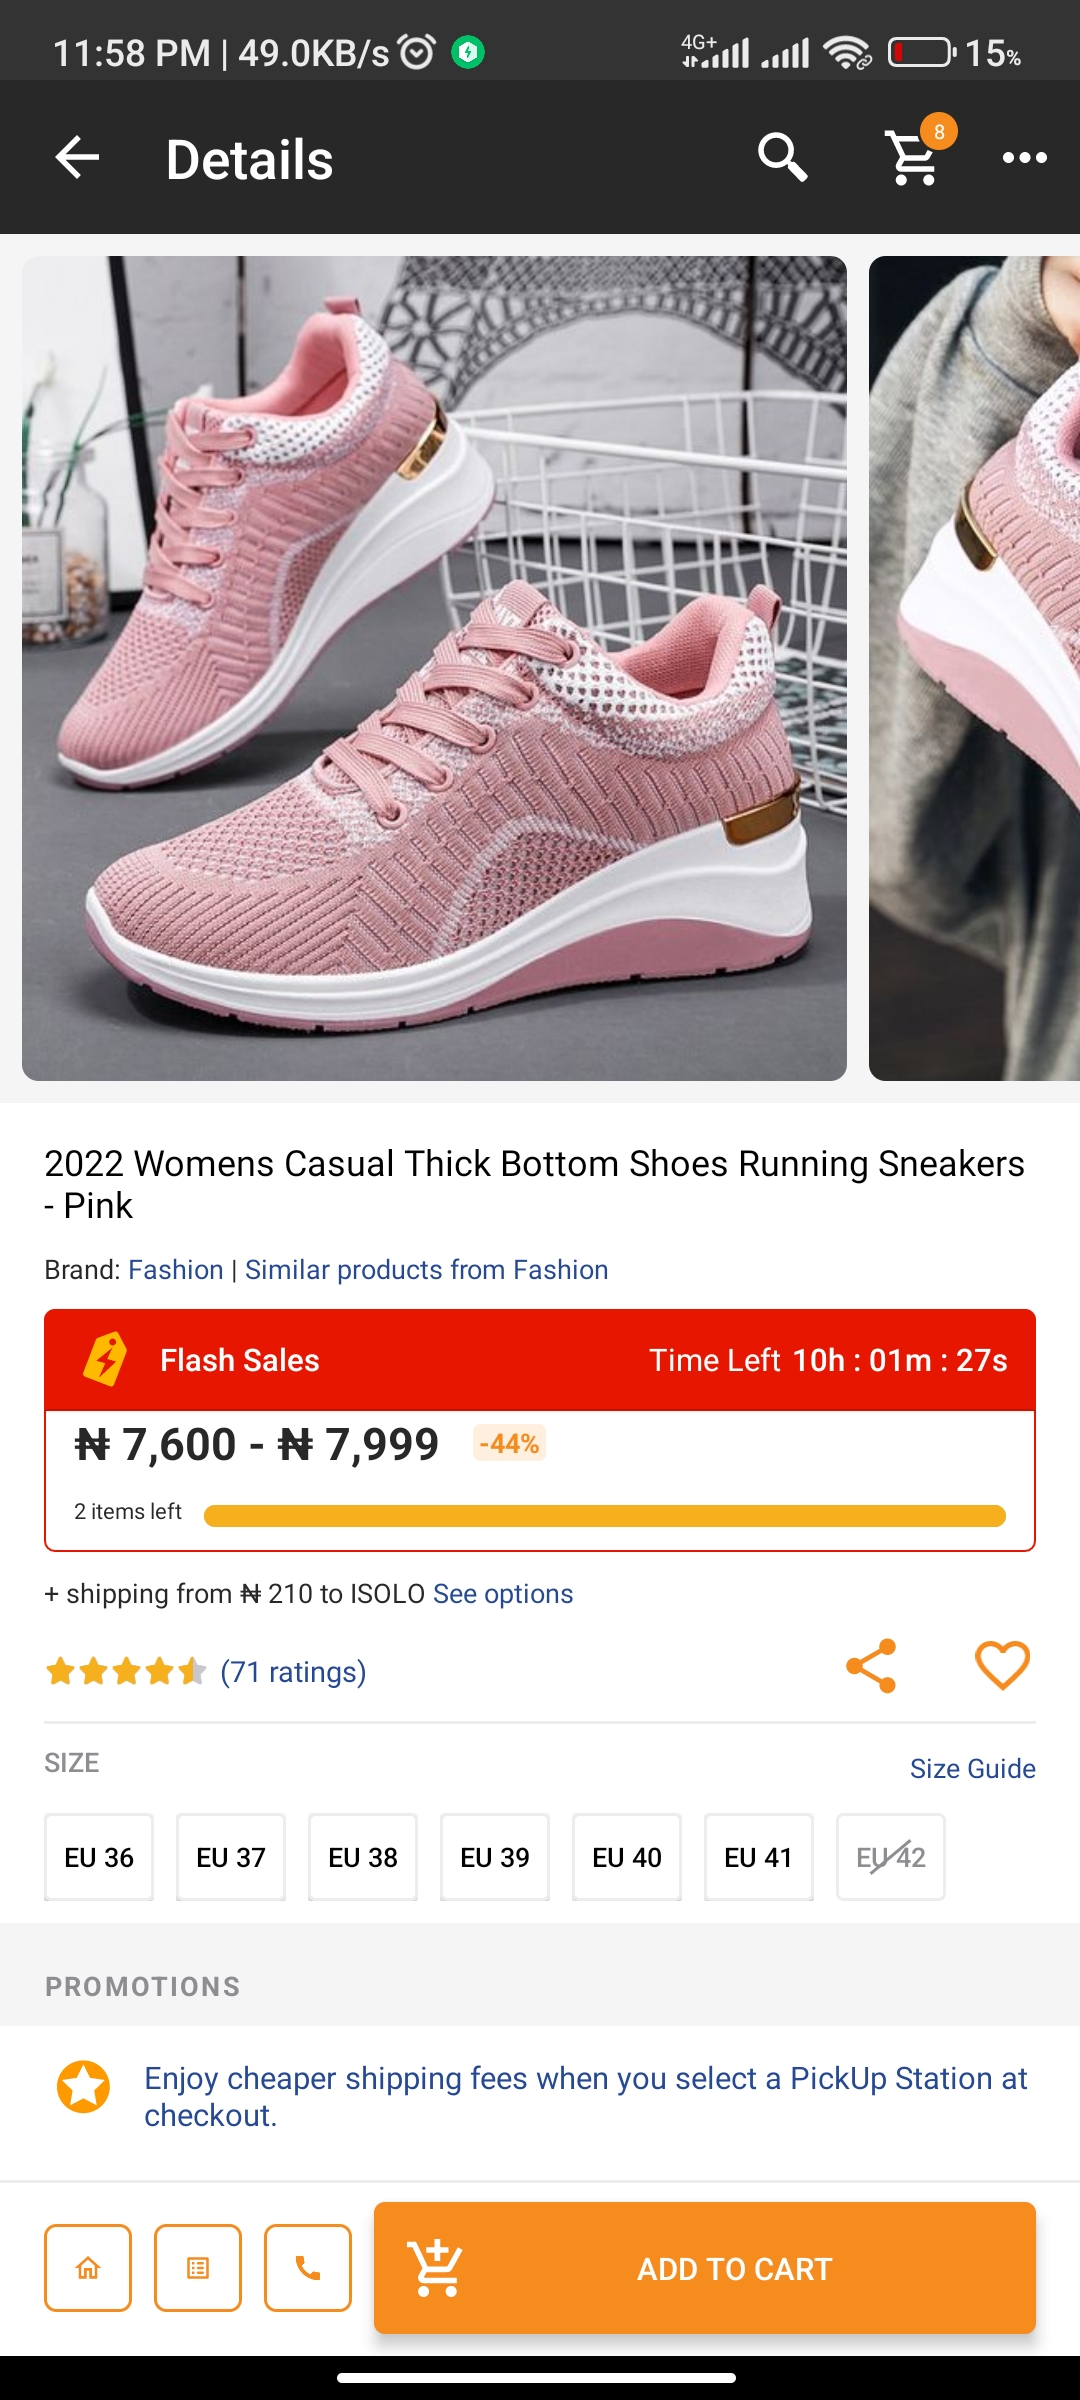 11:58 PM | 49.0KB/s
4G+
15%
Details
8
2022 Womens Casual Thick Bottom Shoes Running Sneakers
- Pink
Brand: Fashion | Similar products from Fashion
Flash Sales
Time Left 10h : 01m : 27s
₦ 7,600 - ₦ 7,999
-44%
2 items left
+ shipping from ₦ 210 to ISOLO See options
(71 ratings)
SIZE
Size Guide
EU 36
EU 37
EU 38
EU 39
EU 40
EU 41
EU 42
PROMOTIONS
Enjoy cheaper shipping fees when you select a PickUp Station at
checkout.
ADD TO CART